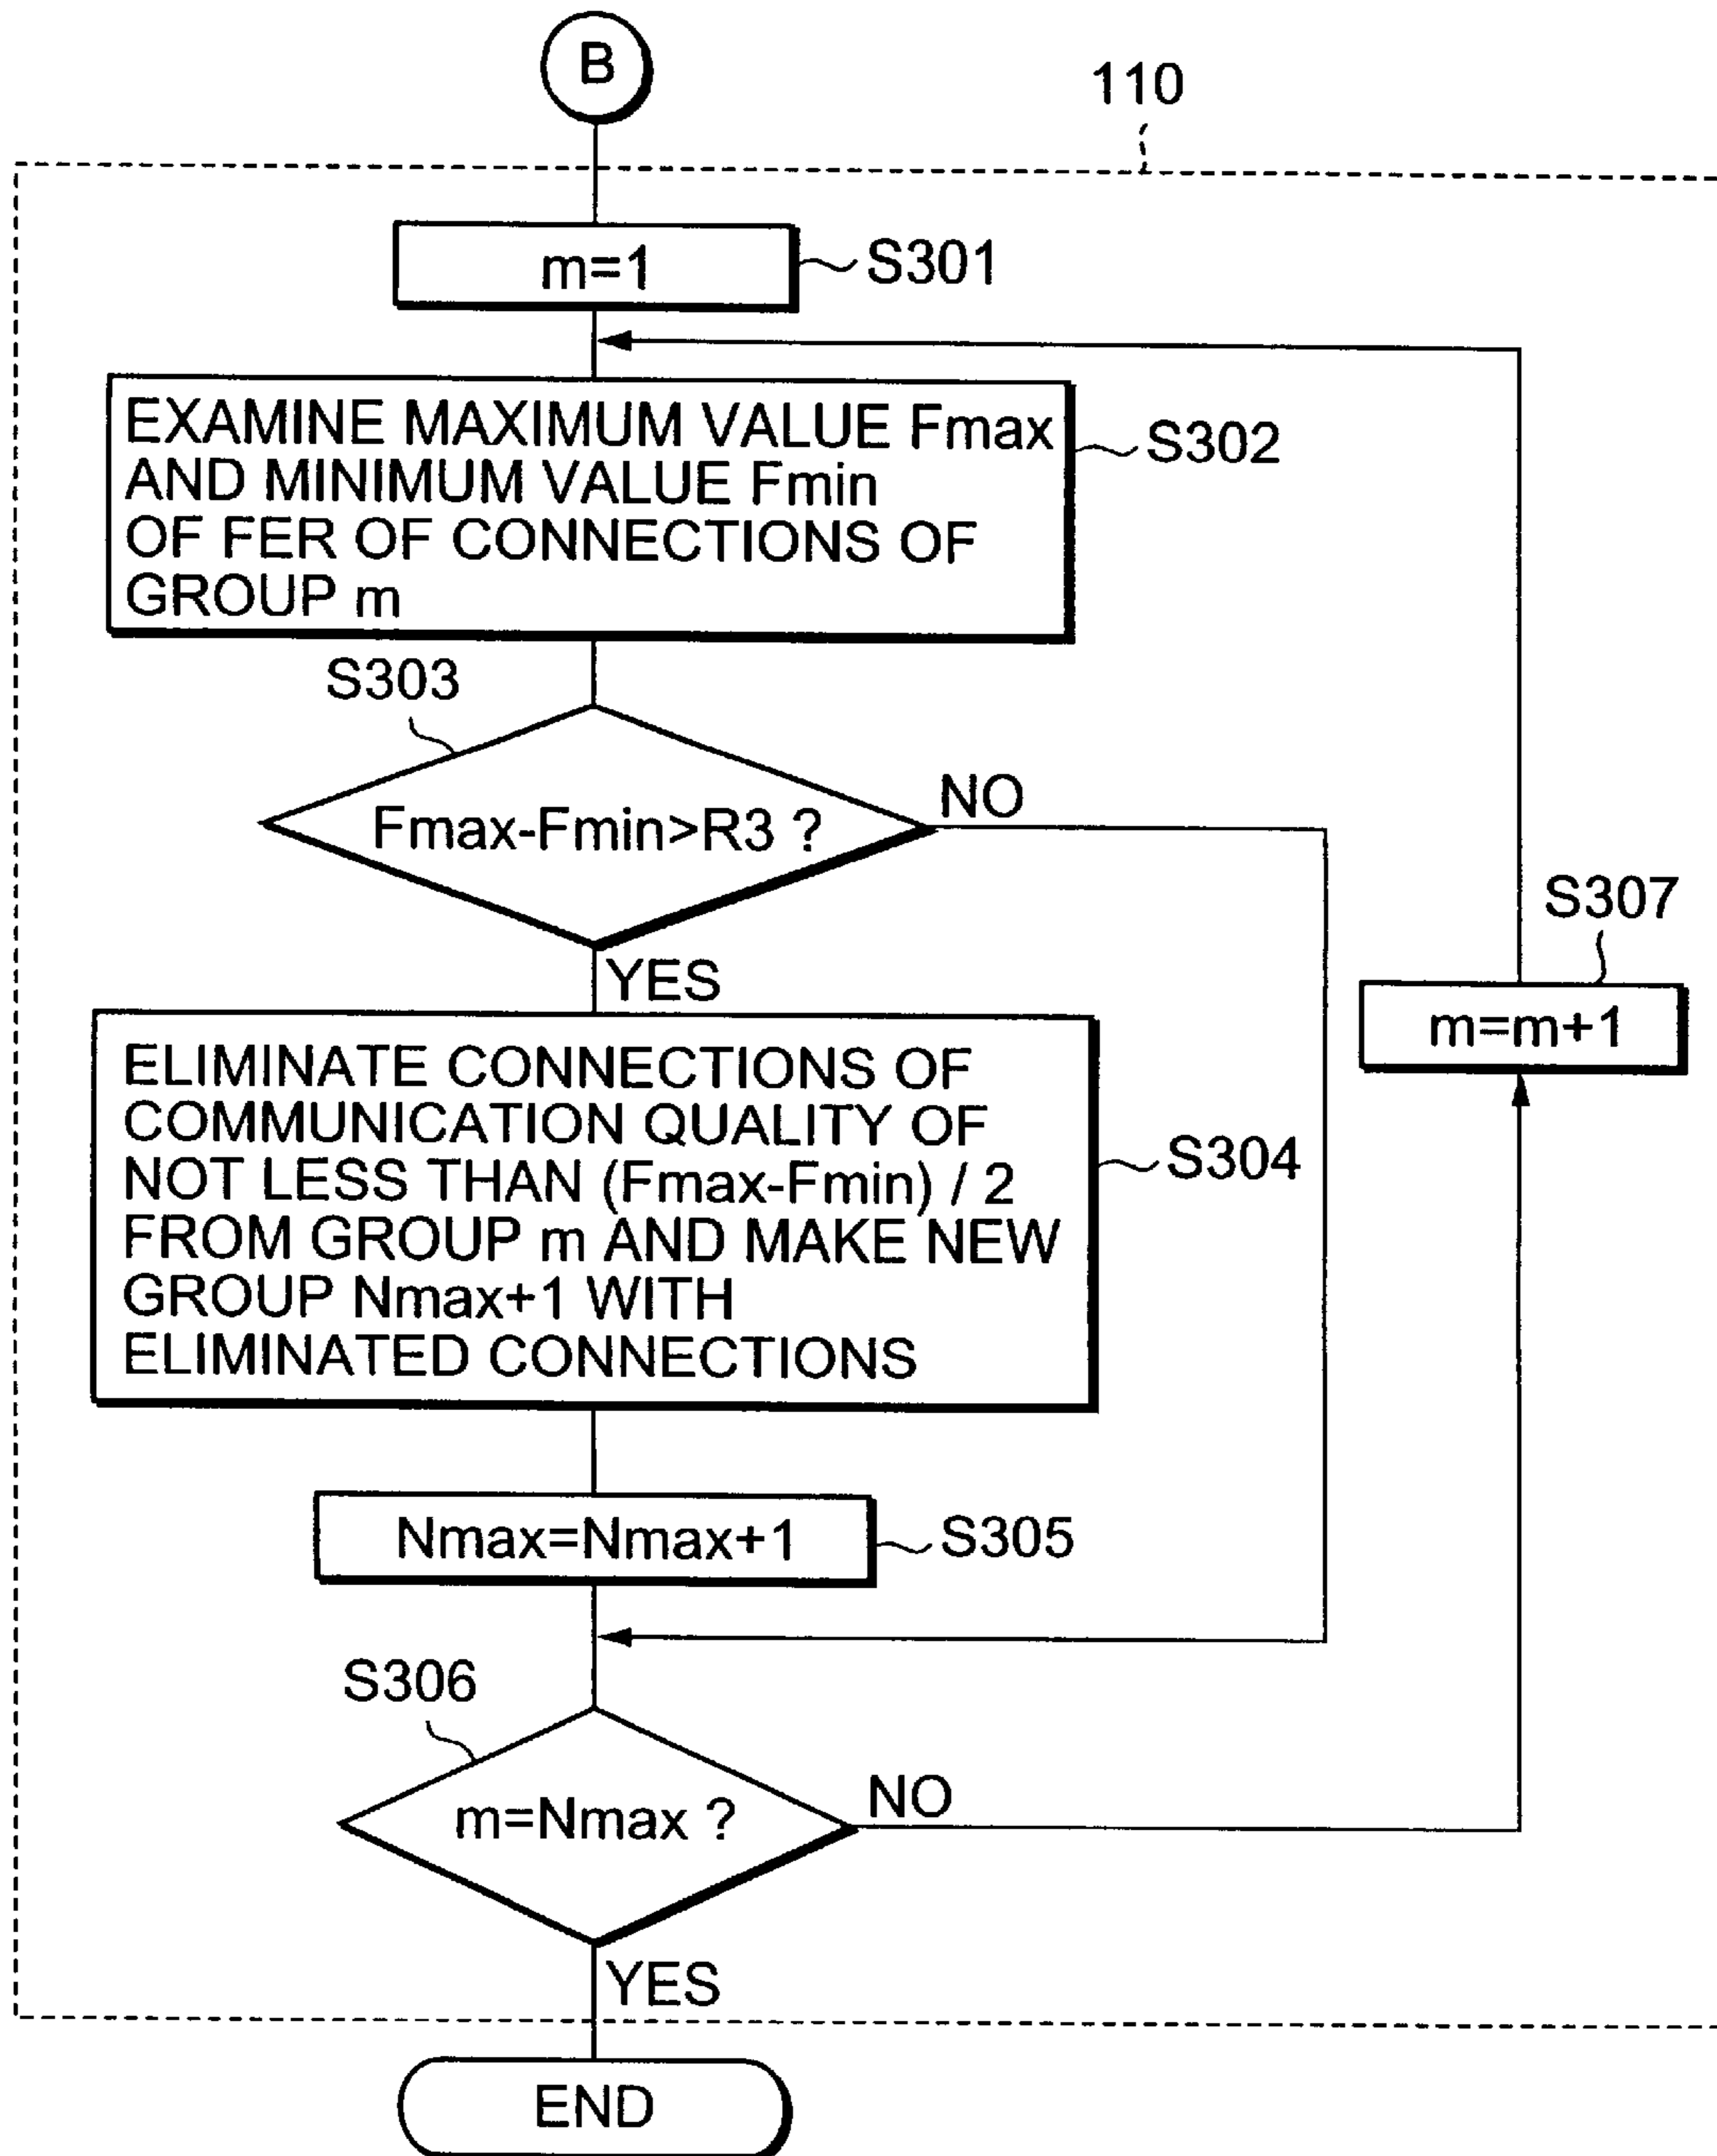 B
110
m=1
S301
EXAMINE MAXIMUM VALUE Fmax
AND MINIMUM VALUE Fmin
OF FER OF CONNECTIONS OF
GROUP m
S302
S303
Fmax-Fmin>R3 ?
NO
YES
S307
m=m+1
ELIMINATE CONNECTIONS OF
COMMUNICATION QUALITY OF
NOT LESS THAN (Fmax-Fmin) / 2
FROM GROUP m AND MAKE NEW
GROUP Nmax+1 WITH
ELIMINATED CONNECTIONS
S304
Nmax=Nmax+1
S305
S306
m=Nmax ?
NO
YES
END